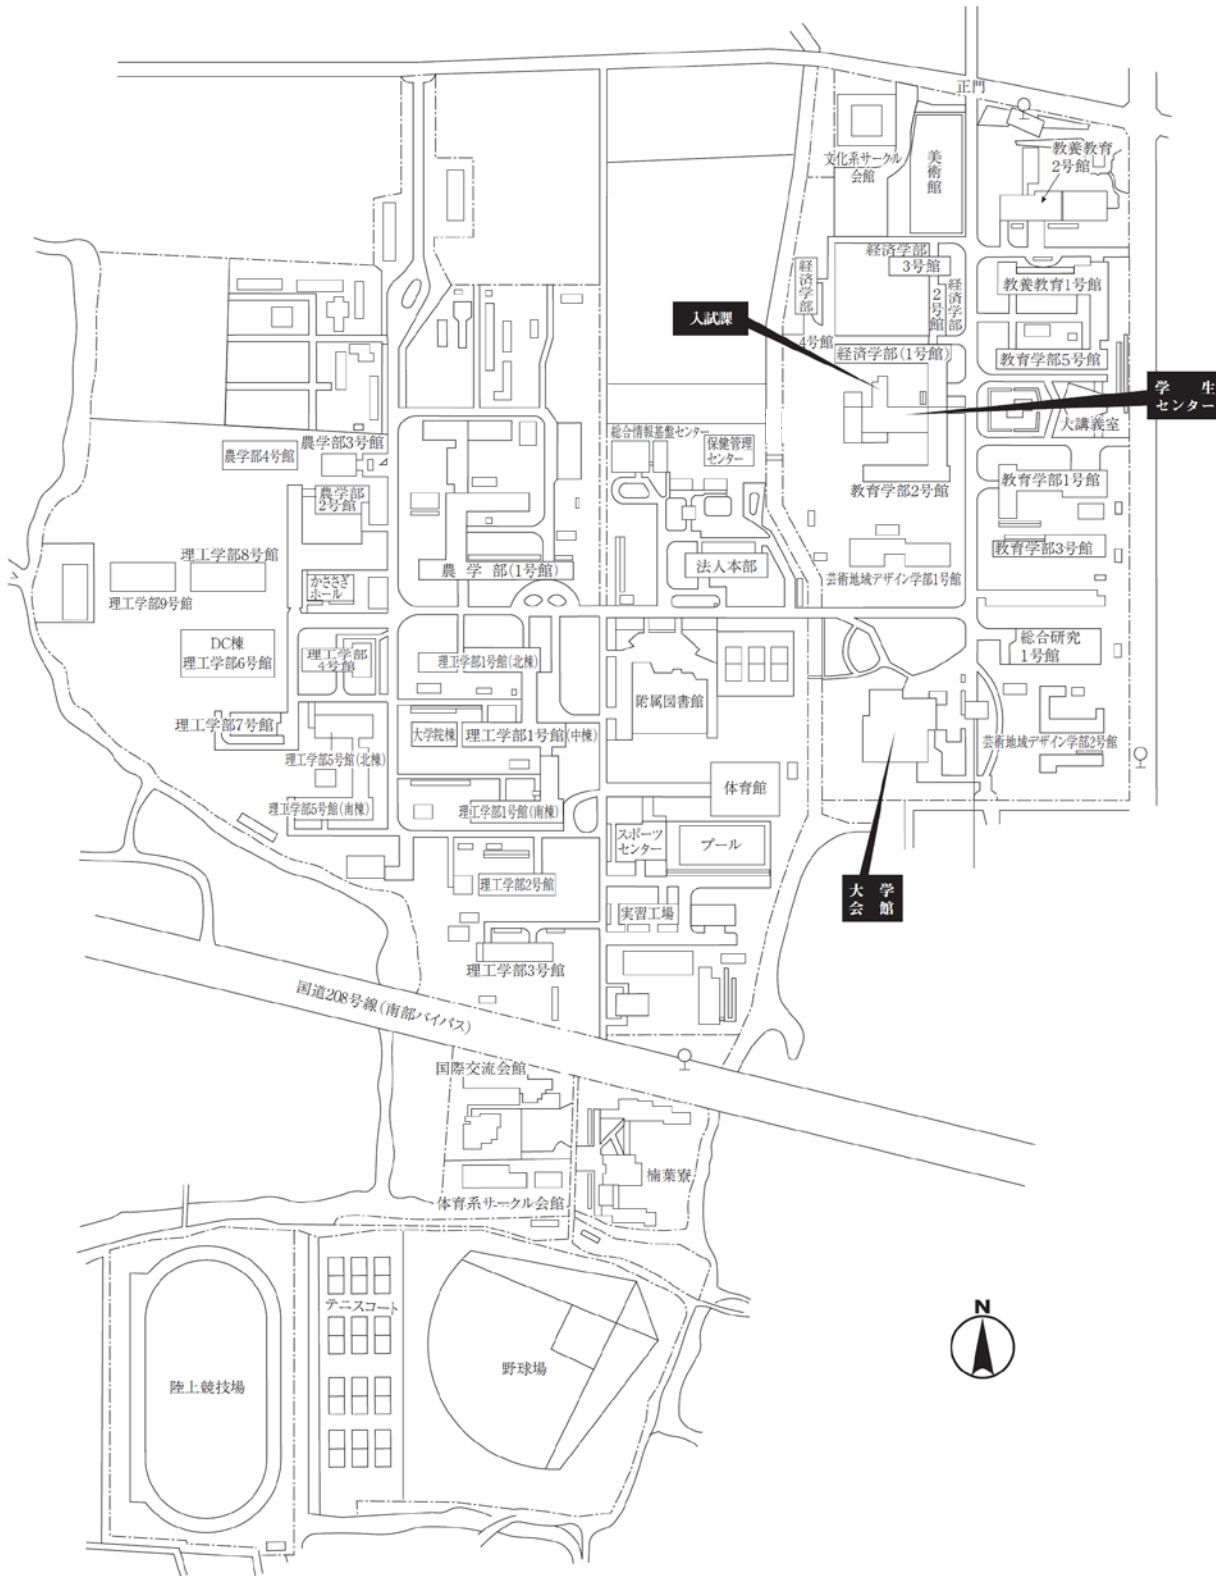 正門
文化系サークル
会館
美術館
教養教育
2号館
経済学部
3号館
経済学部
4号館
経済学部
2号館
教養教育1号館
入試課
経済学部(1号館)
教育学部5号館
学生
センター
大講義室
農学部3号館
農学部4号館
総合情報基盤センター
保健管理
センター
教育学部2号館
教育学部1号館
農学部
2号館
理工学部8号館
農学部(1号館)
法人本部
芸術地域デザイン学部1号館
教育学部3号館
かささぎ
ホール
理工学部9号館
DC棟
理工学部6号館
理工学部
4号館
理工学部1号館(北棟)
総合研究
1号館
附属図書館
理工学部7号館
大学院棟
理工学部1号館(中棟)
芸術地域デザイン学部2号館
理工学部5号館(北棟)
体育館
理工学部5号館(南棟)
理工学部1号館(南棟)
スポーツ
センター
プール
理工学部2号館
大学
会館
実習工場
理工学部3号館
国道208号線(南部バイパス)
国際交流会館
楠葉寮
体育系サークル会館
テニスコート
陸上競技場
野球場
N